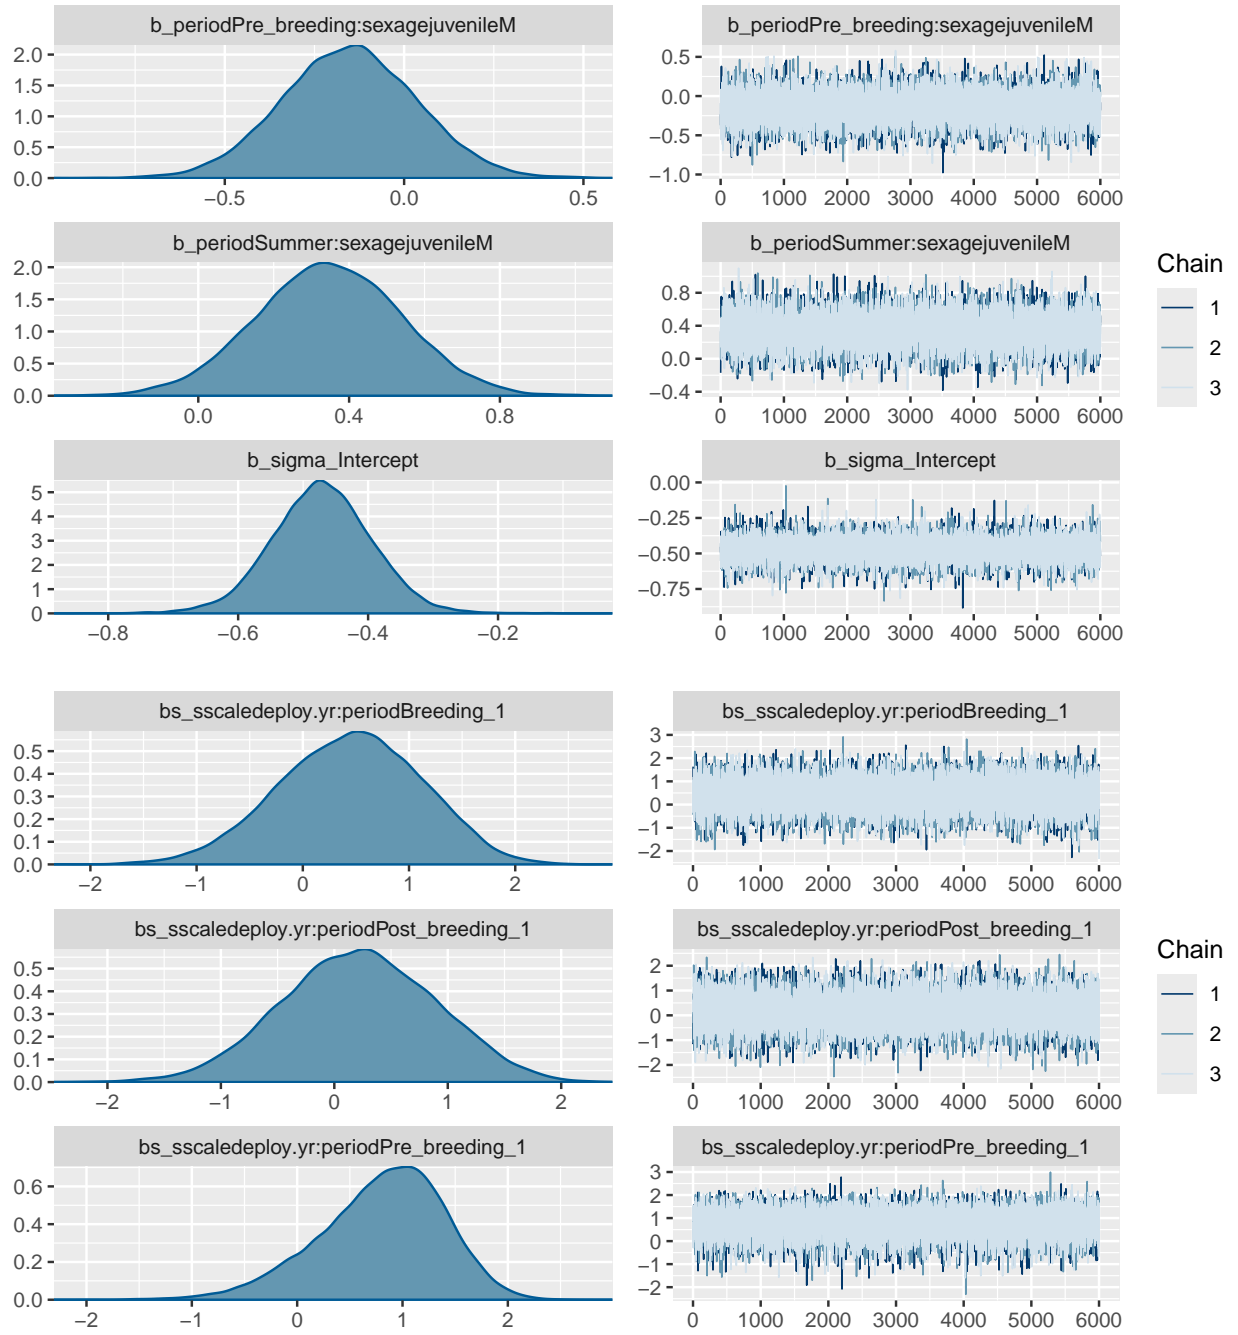 b_periodPre_breeding:sexagejuvenileM
2.0
1.5
1.0
0.5
0.0
−0.5 0.0 0.5
b_periodPre_breeding:sexagejuvenileM
0.5
0.0
−0.5
−1.0
0 1000 2000 3000 4000 5000 6000
b_periodSummer:sexagejuvenileM
2.0
1.5
1.0
0.5
0.0
0.0 0.4 0.8
b_periodSummer:sexagejuvenileM
0.8
0.4
0.0
−0.4
0 1000 2000 3000 4000 5000 6000
b_sigma_Intercept
5
4
3
2
1
0
−0.8 −0.6 −0.4 −0.2
b_sigma_Intercept
0.00
−0.25
−0.50
−0.75
0 1000 2000 3000 4000 5000 6000
Chain
1
2
3
bs_sscaledeploy.yr:periodBreeding_1
0.5
0.4
0.3
0.2
0.1
0.0
−2 −1 0 1 2
bs_sscaledeploy.yr:periodBreeding_1
3
2
1
0
−1
−2
0 1000 2000 3000 4000 5000 6000
bs_sscaledeploy.yr:periodPost_breeding_1
0.5
0.4
0.3
0.2
0.1
0.0
−2 −1 0 1 2
bs_sscaledeploy.yr:periodPost_breeding_1
2
1
0
−1
−2
0 1000 2000 3000 4000 5000 6000
bs_sscaledeploy.yr:periodPre_breeding_1
0.6
0.4
0.2
0.0
−2 −1 0 1 2
bs_sscaledeploy.yr:periodPre_breeding_1
3
2
1
0
−1
−2
0 1000 2000 3000 4000 5000 6000
Chain
1
2
3